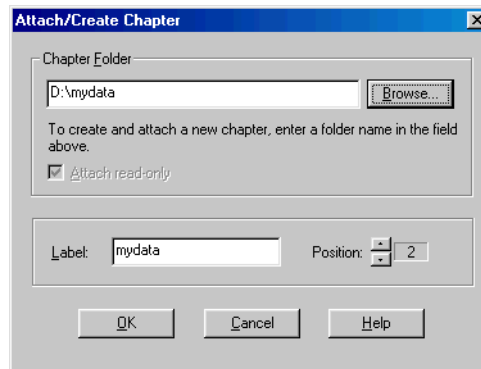 Attach/Create Chapter
Chapter Folder
D:\mydata
Browse...
To create and attach a new chapter, enter a folder name in the field
above.
Attach read-only
Label: mydata Position: 2
OK Cancel Help